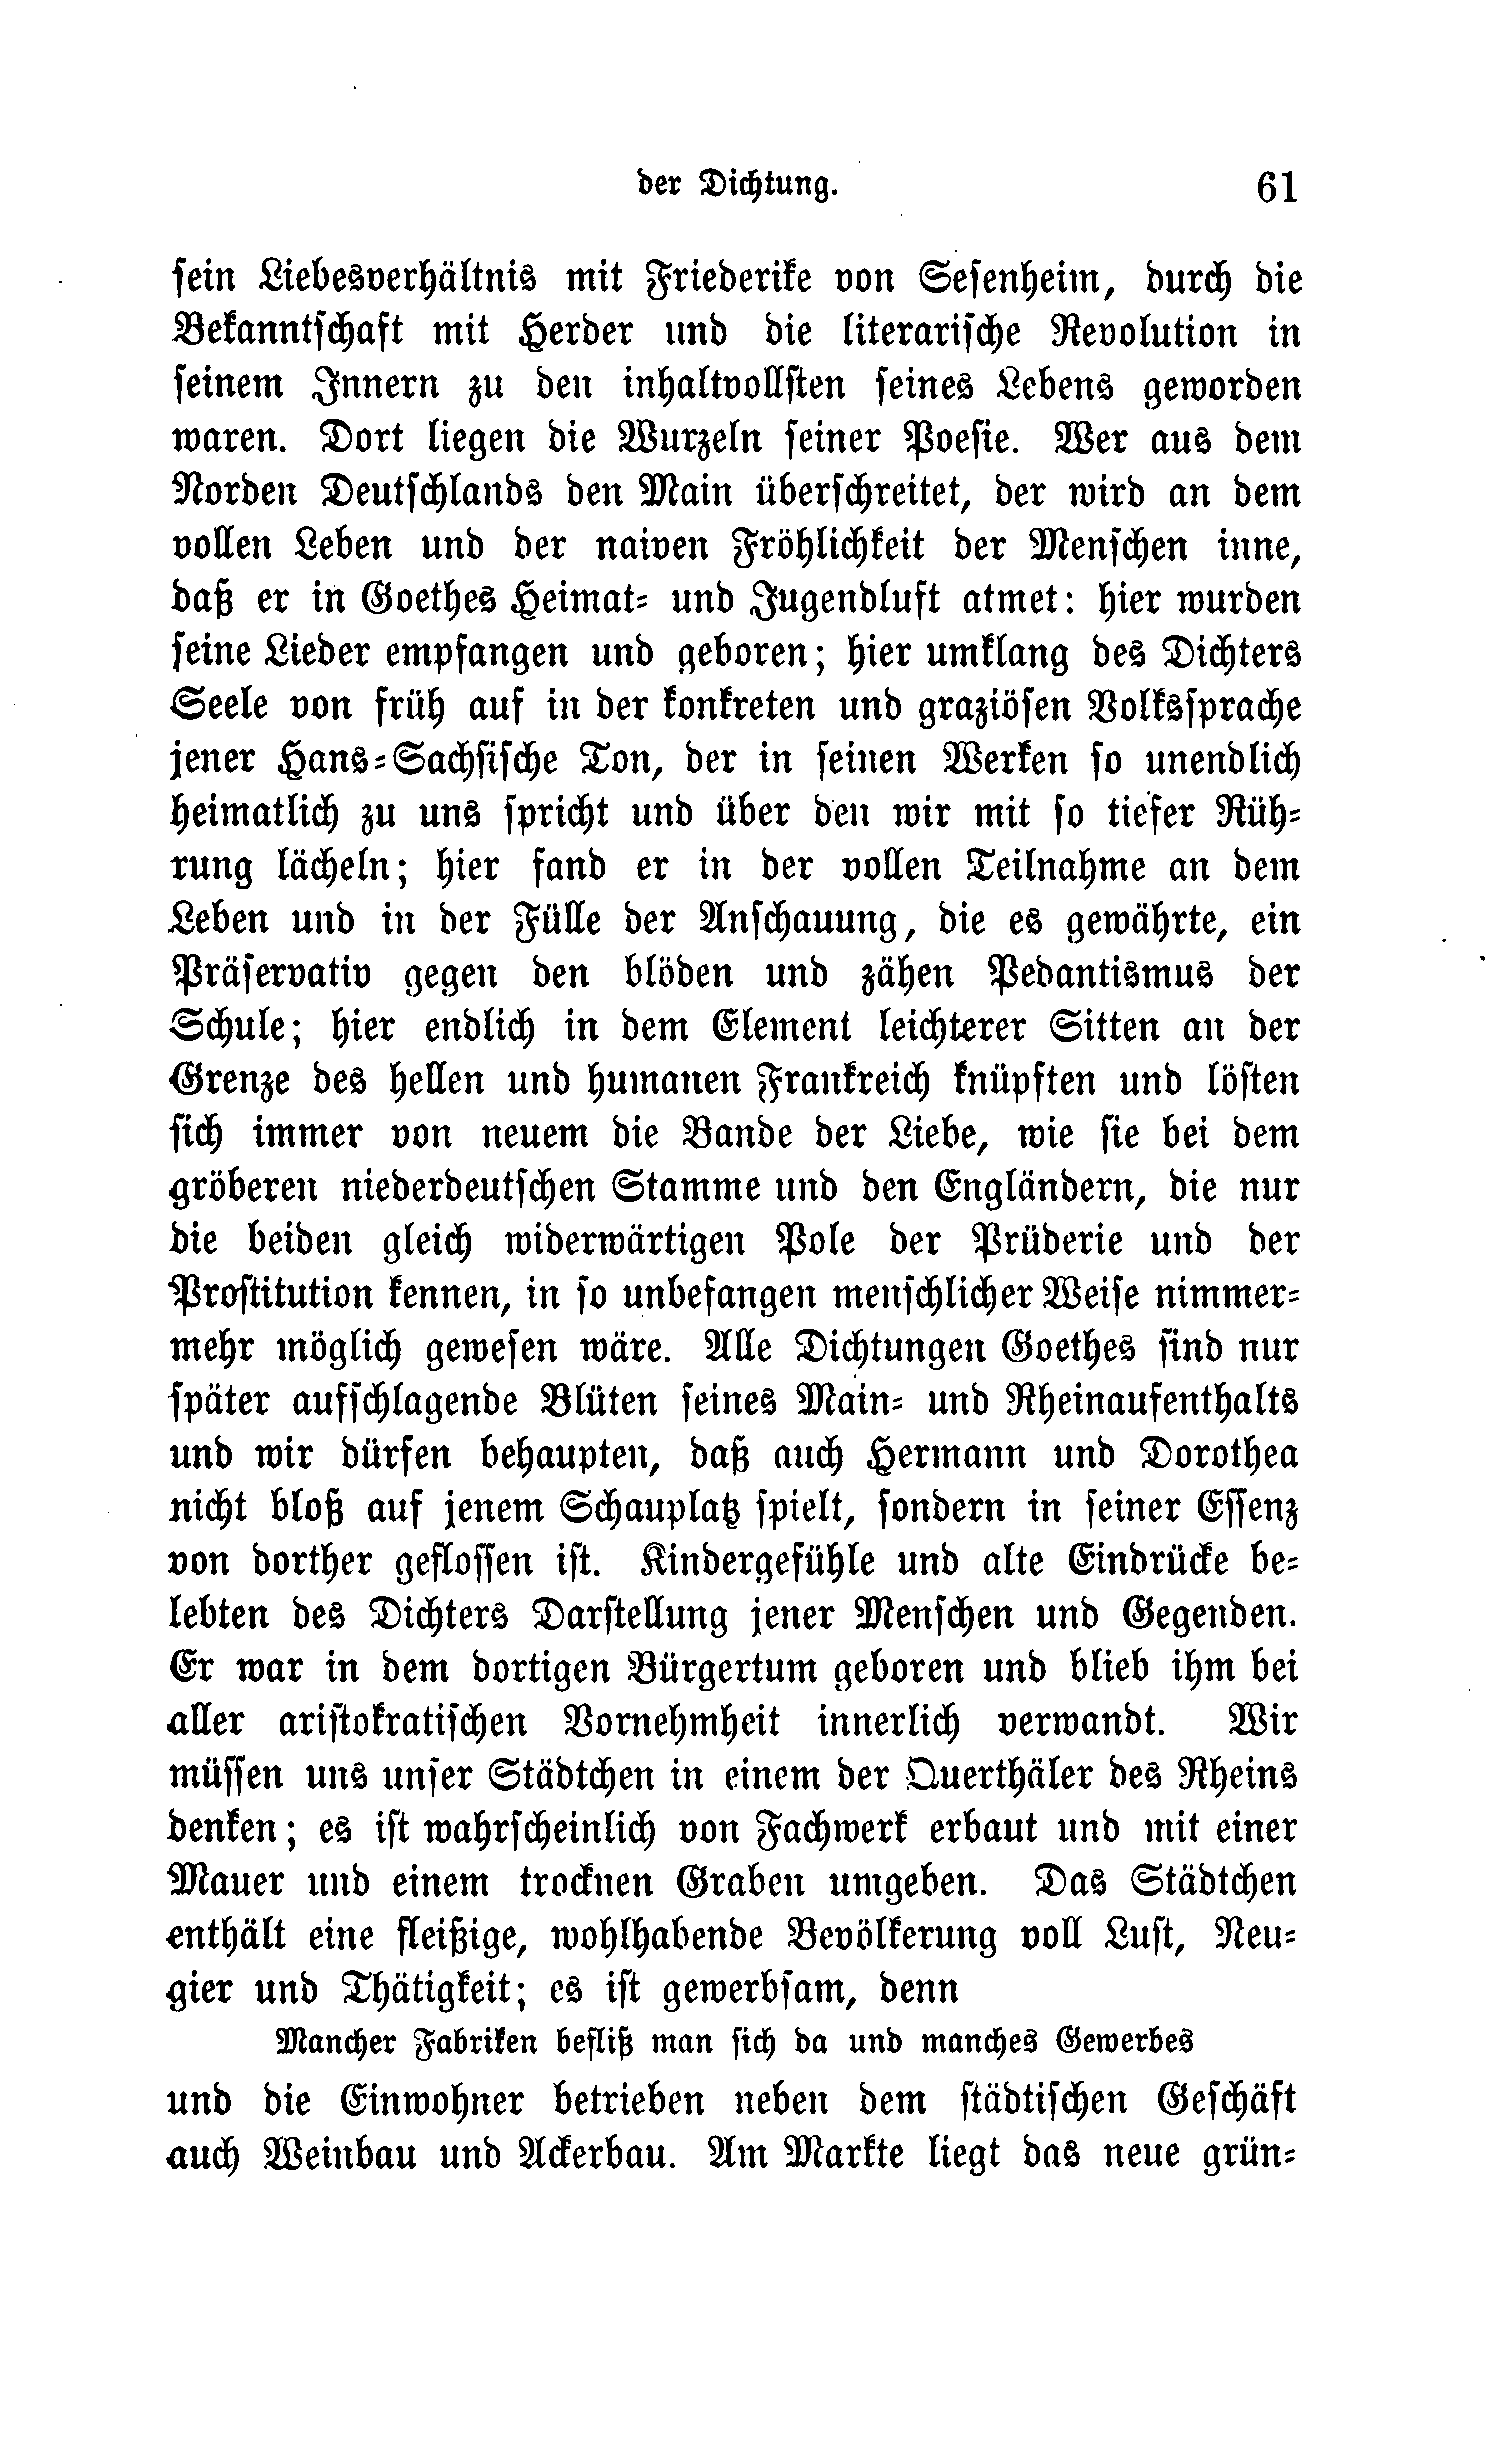 der Dichtung. 61
ſein Liebesverhältnis mit Friederike von Seſenheim, durch die
Bekanntſchaft mit Herder und die literariſche Revolution in
ſeinem Innern zu den inhaltvollſten ſeines Lebens geworden
waren. Dort liegen die Wurzeln ſeiner Poeſie. Wer aus dem
Norden Deutſchlands den Main überſchreitet, der wird an dem
vollen Leben und der naiven Fröhlichkeit der Menſchen inne,
daß er in Goethes Heimat- und Jugendluft atmet: hier wurden
ſeine Lieder empfangen und geboren; hier umklang des Dichters
Seele von früh auf in der konkreten und graziöſen Volksſprache
jener Hans-Sachſiſche Ton, der in ſeinen Werken ſo unendlich
heimatlich zu uns ſpricht und über den wir mit ſo tiefer Rüh-
rung lächeln; hier fand er in der vollen Teilnahme an dem
Leben und in der Fülle der Anſchauung, die es gewährte, ein
Präſervativ gegen den blöden und zähen Pedantismus der
Schule; hier endlich in dem Element leichterer Sitten an der
Grenze des hellen und humanen Frankreich knüpften und löſten
ſich immer von neuem die Bande der Liebe, wie ſie bei dem
gröberen niederdeutſchen Stamme und den Engländern, die nur
die beiden gleich widerwärtigen Pole der Prüderie und der
Proſtitution kennen, in ſo unbefangen menſchlicher Weiſe nimmer-
mehr möglich geweſen wäre. Alle Dichtungen Goethes ſind nur
ſpäter aufſchlagende Blüten ſeines Main- und Rheinaufenthalts
und wir dürfen behaupten, daß auch Hermann und Dorothea
nicht bloß auf jenem Schauplatz ſpielt, ſondern in ſeiner Eſſenz
von dorther gefloſſen iſt. Kindergefühle und alte Eindrücke be-
lebten des Dichters Darſtellung jener Menſchen und Gegenden.
Er war in dem dortigen Bürgertum geboren und blieb ihm bei
aller ariſtokratiſchen Vornehmheit innerlich verwandt. Wir
müſſen uns unſer Städtchen in einem der Querthäler des Rheins
denken; es iſt wahrſcheinlich von Fachwerk erbaut und mit einer
Mauer und einem trocknen Graben umgeben. Das Städtchen
enthält eine fleißige, wohlhabende Bevölkerung voll Luſt, Neu-
gier und Thätigkeit; es iſt gewerbſam, denn
Mancher Fabriken befliß man ſich da und manches Gewerbes
und die Einwohner betrieben neben dem ſtädtiſchen Geſchäft
auch Weinbau und Ackerbau. Am Markte liegt das neue grün-